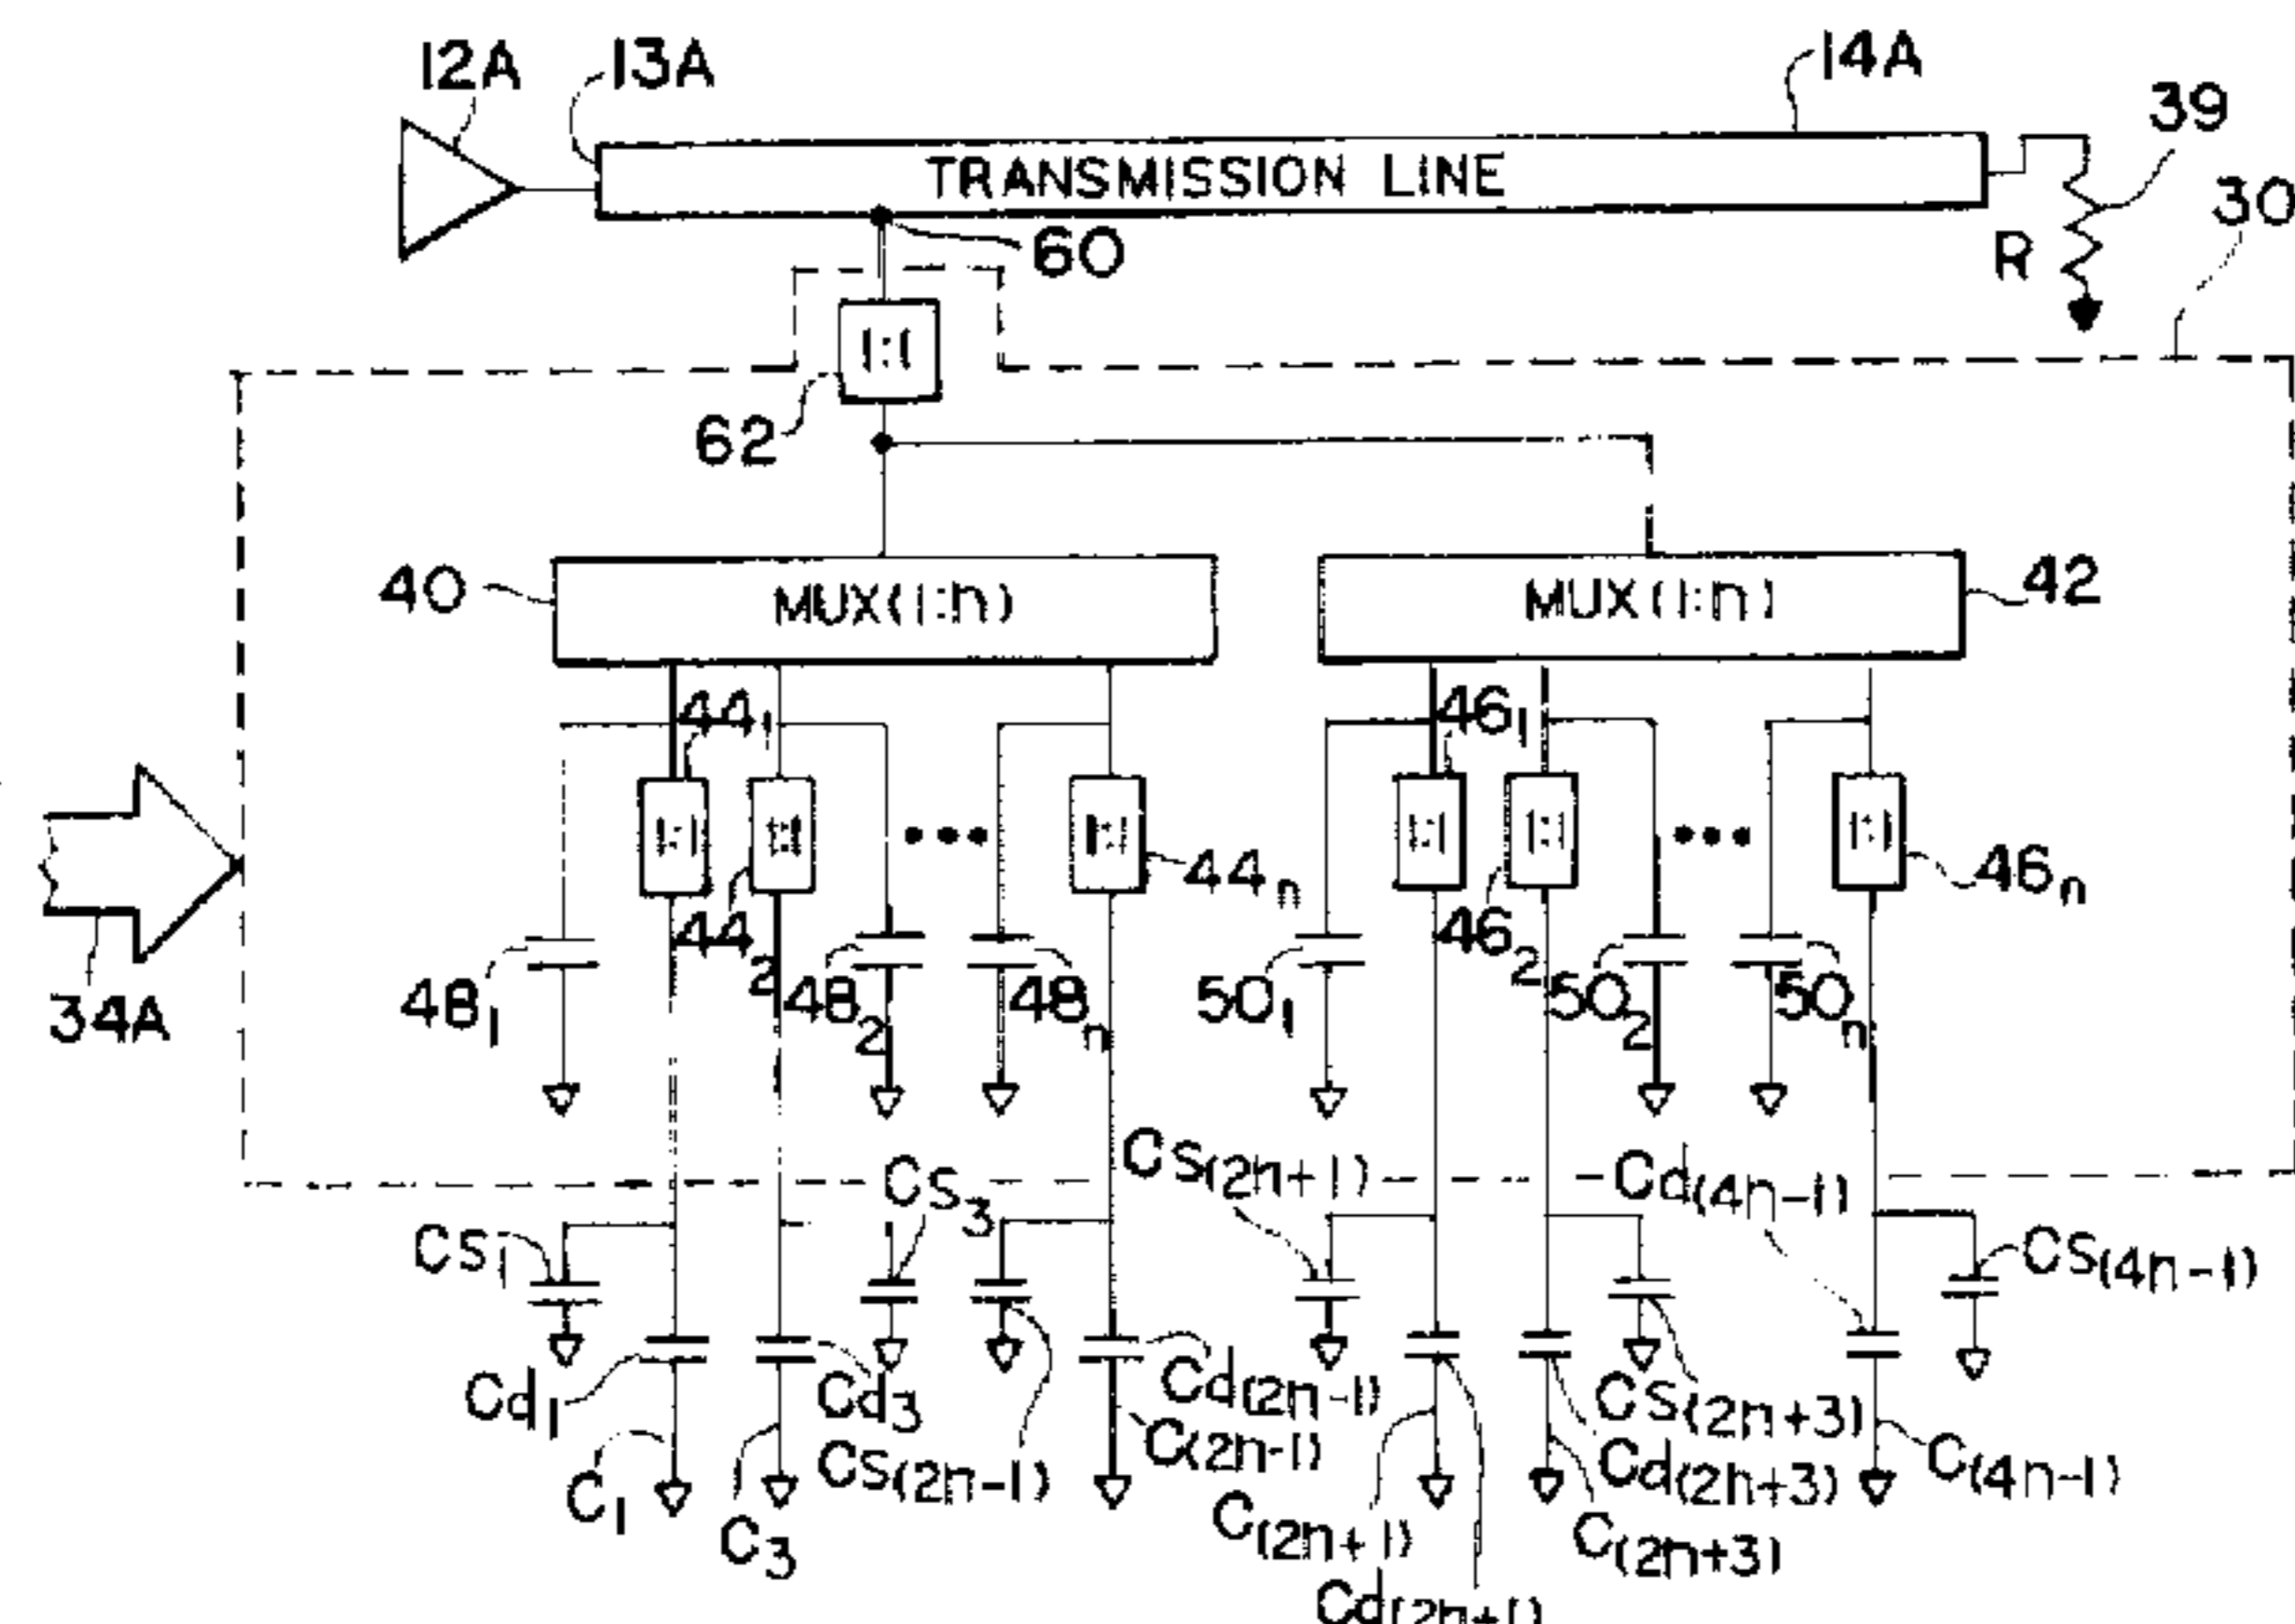 12A
13A
14A
39
TRANSMISSION LINE
30
60
R
1:1
62
40
MUX(1:n)
MUX(1:n)
42
44₁
46₁
1:1
1:1
1:1
1:1
1:1
1:1
44ₙ
46ₙ
44₂
46₂
34A
48₁
48₂
48ₙ
50₁
50₂
50ₙ
CS₁
CS₃
CS(2n+1)
Cd(4n-1)
CS(4n-1)
Cd₁
Cd₃
Cd(2n-1)
CS(2n+3)
C₁
CS(2n-1)
C(2n-1)
Cd(2n+3)
C(4n-1)
C₃
C(2n+1)
C(2n+3)
Cd(2n+1)